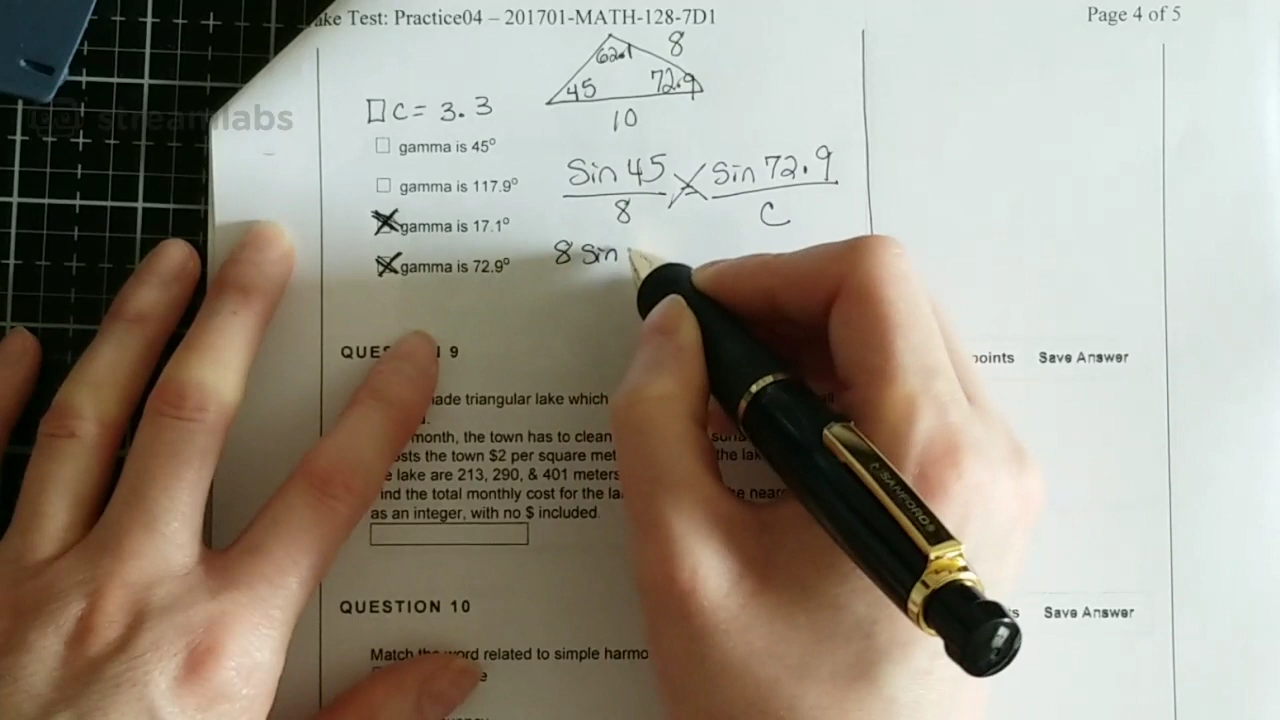 ake Test: Practice04 – 201701-MATH-128-7D1
Page 4 of 5
streamlabs
62.1 8
45 72.9
10
C = 3.3
gamma is 45°
gamma is 117.9°
gamma is 17.1°
gamma is 72.9°
Sin 45 Sin 72.9
8 C
8 Sin
QUE N 9
points Save Answer
ade triangular lake which
month, the town has to clean
osts the town $2 per square met the lak
e lake are 213, 290, & 401 meters
ind the total monthly cost for the la e neare
as an integer, with no $ included.
QUESTION 10
ts Save Answer
Match the word related to simple harmo
SANFORD